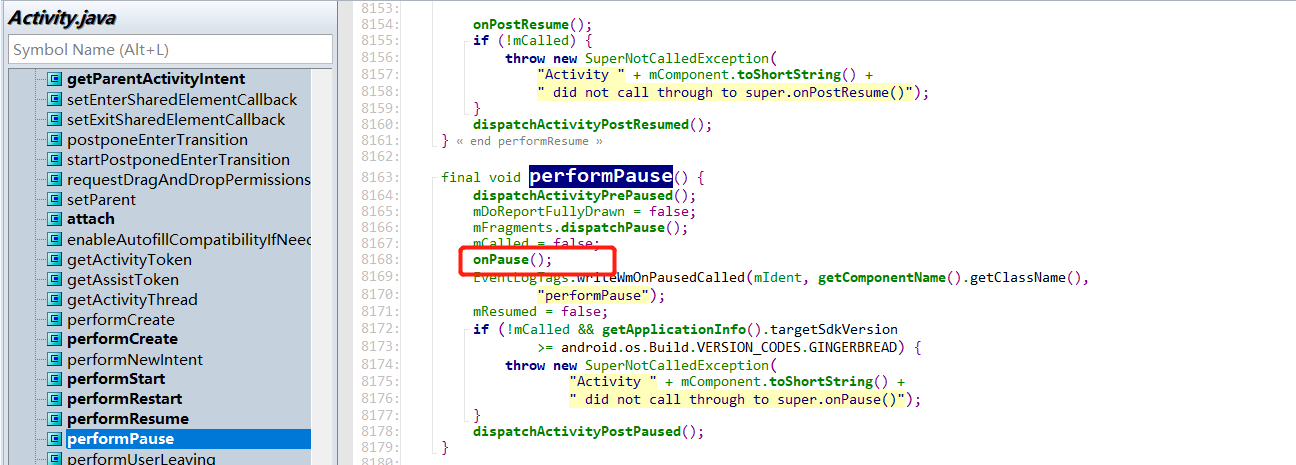 Activity.java
Symbol Name (Alt+L)
getParentActivityIntent
setEnterSharedElementCallback
setExitSharedElementCallback
postponeEnterTransition
startPostponedEnterTransition
requestDragAndDropPermissions
setParent
attach
enableAutofillCompatibilityIfNeec
getActivityToken
getAssistToken
getActivityThread
performCreate
performCreate
performNewIntent
performStart
performRestart
performResume
performPause
performUserLeaving
8153:
8154: onPostResume();
8155: if (!mCalled) {
8156: throw new SuperNotCalledException(
8157: "Activity " + mComponent.toShortString() +
8158: " did not call through to super.onPostResume()");
8159: }
8160: dispatchActivityPostResumed();
8161: } « end performResume »
8162:
8163: final void performPause() {
8164: dispatchActivityPrePaused();
8165: mDoReportFullyDrawn = false;
8166: mFragments.dispatchPause();
8167: mCalled = false;
8168: onPause();
8169: EventLogTags.writeWmOnPausedCalled(mIdent, getComponentName().getClassName(),
8170: "performPause");
8171: mResumed = false;
8172: if (!mCalled && getApplicationInfo().targetSdkVersion
8173: >= android.os.Build.VERSION_CODES.GINGERBREAD) {
8174: throw new SuperNotCalledException(
8175: "Activity " + mComponent.toShortString() +
8176: " did not call through to super.onPause()");
8177: }
8178: dispatchActivityPostPaused();
8179: }
8180: